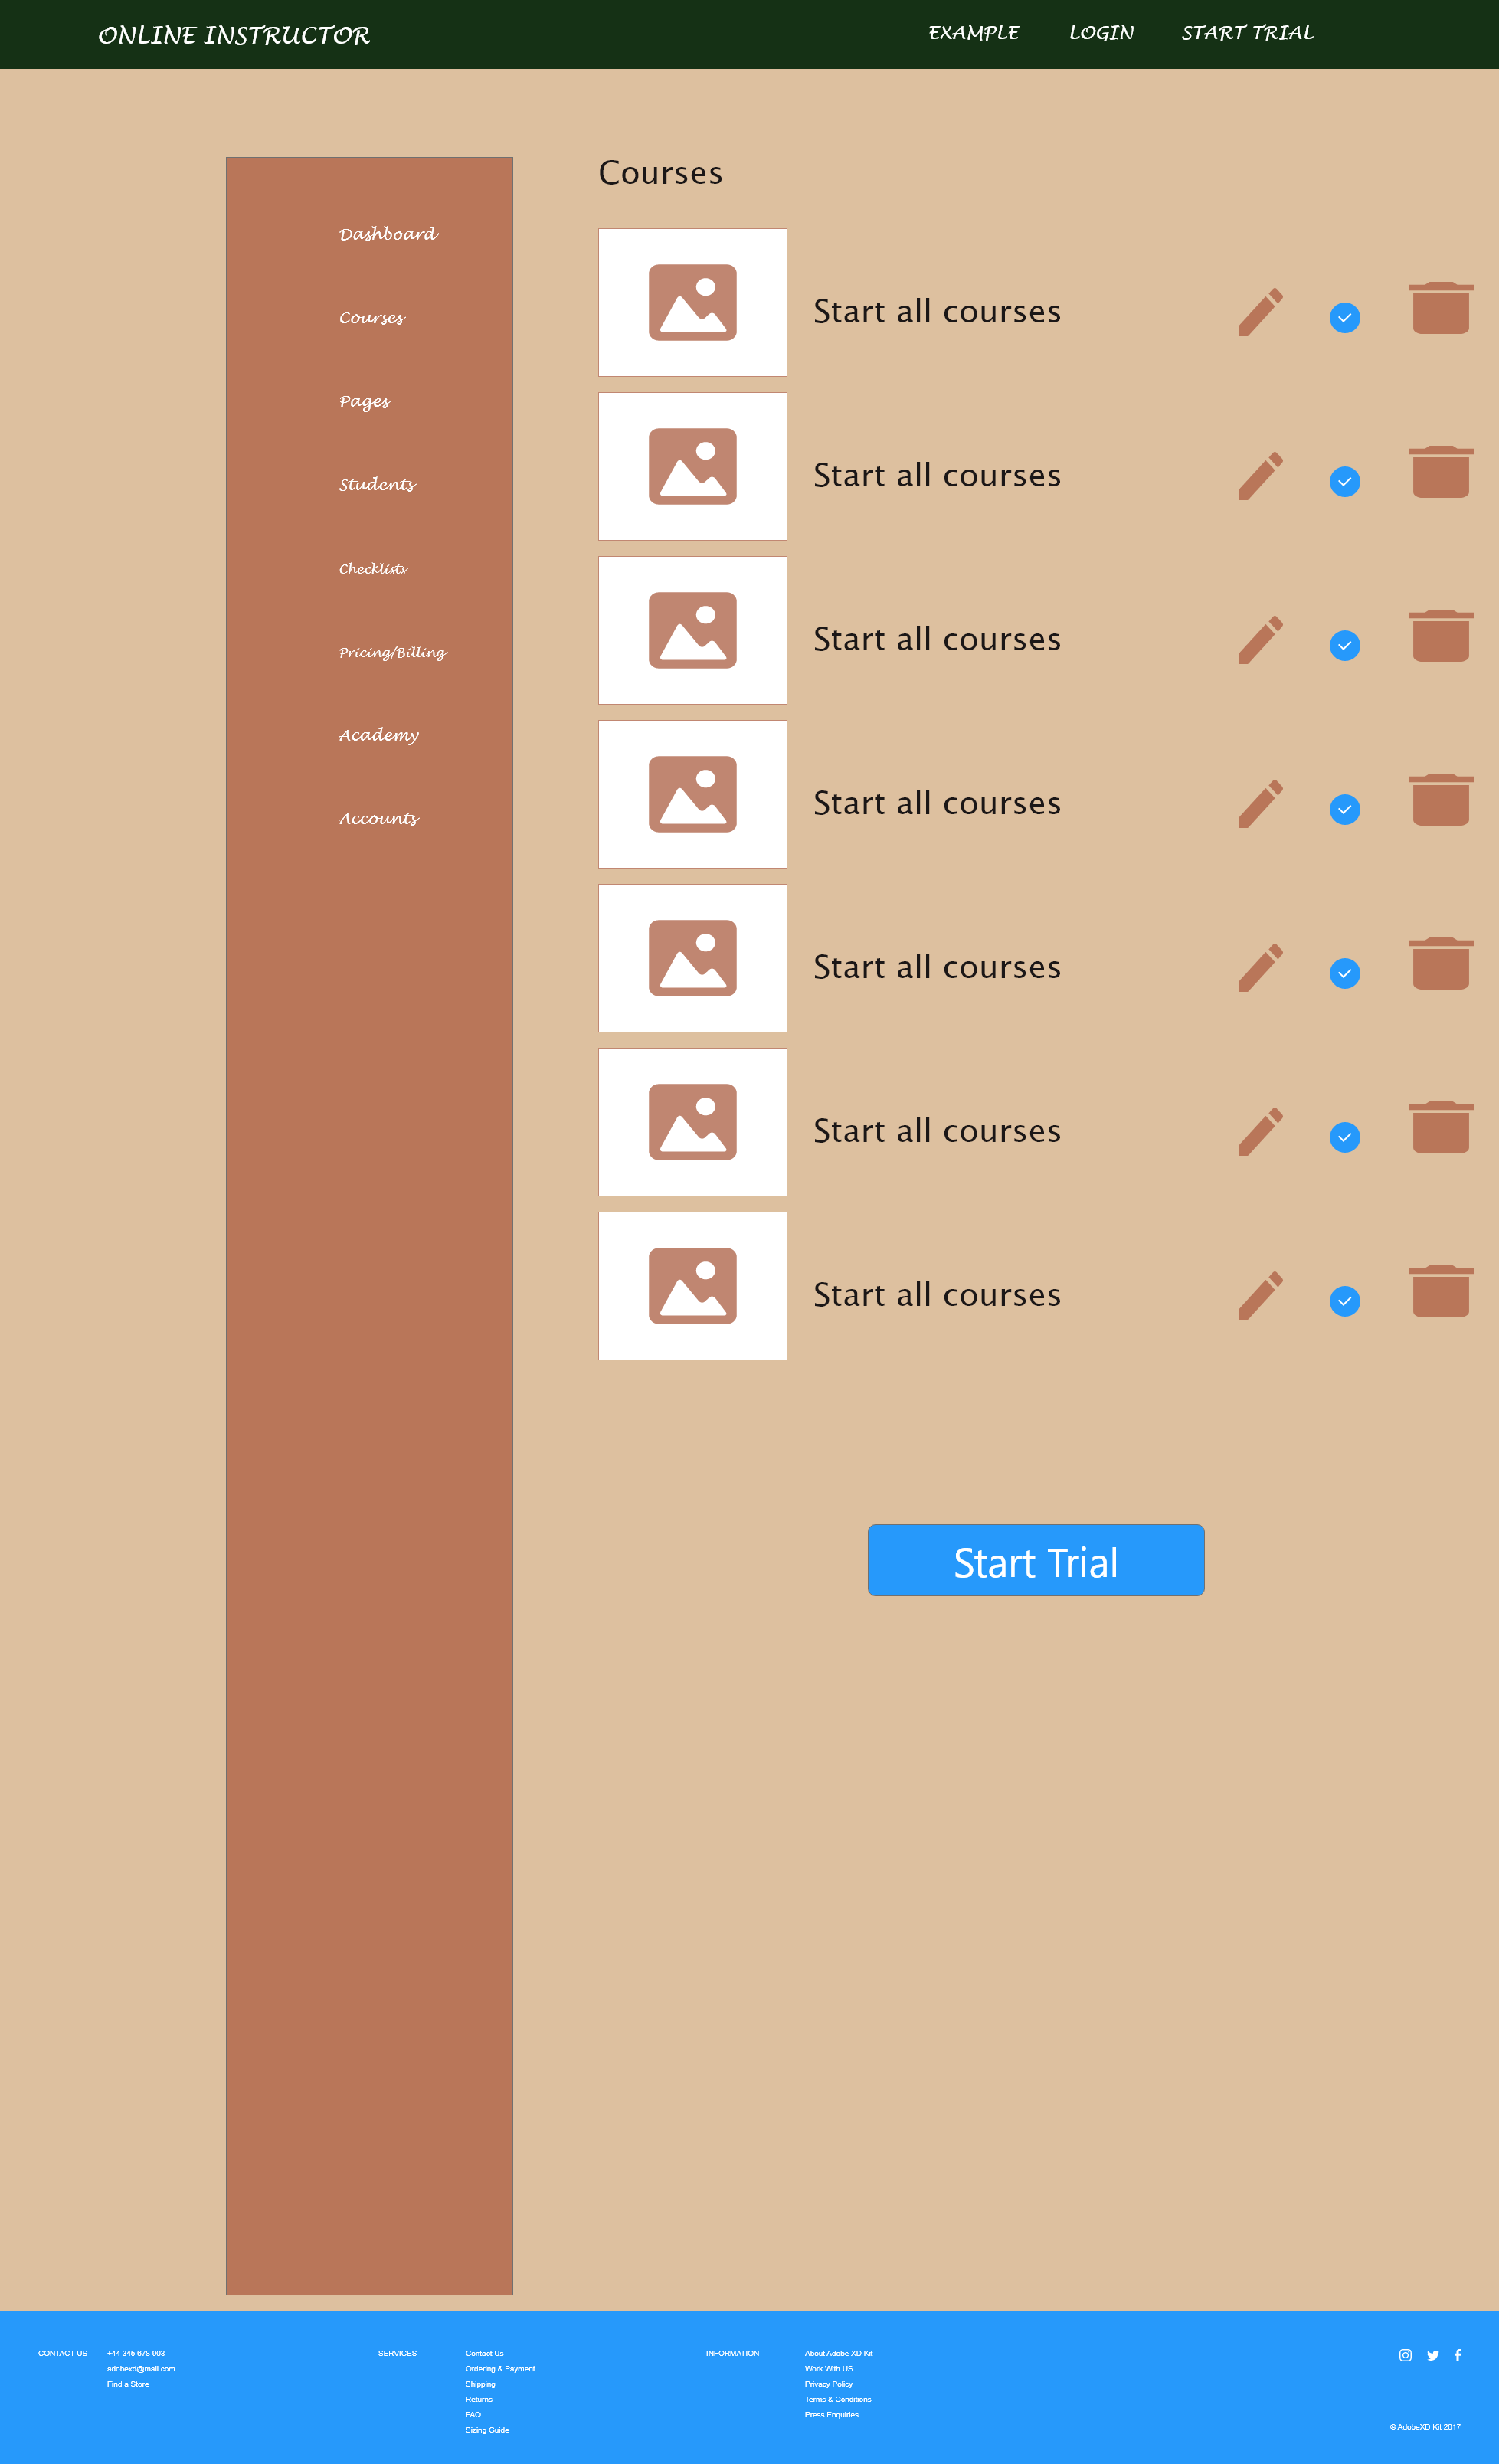 ONLINE INSTRUCTOR
EXAMPLE
LOGIN
START TRIAL
Dashboard
Courses
Pages
Students
Checklists
Pricing/Billing
Academy
Accounts
Courses
Start all courses
Start all courses
Start all courses
Start all courses
Start all courses
Start all courses
Start all courses
Start Trial
CONTACT US
+44 345 678 903
adobexd@mail.com
Find a Store
SERVICES
Contact Us
Ordering & Payment
Shipping
Returns
FAQ
Sizing Guide
INFORMATION
About Adobe XD Kit
Work With US
Privacy Policy
Terms & Conditions
Press Enquiries
© AdobeXD Kit 2017